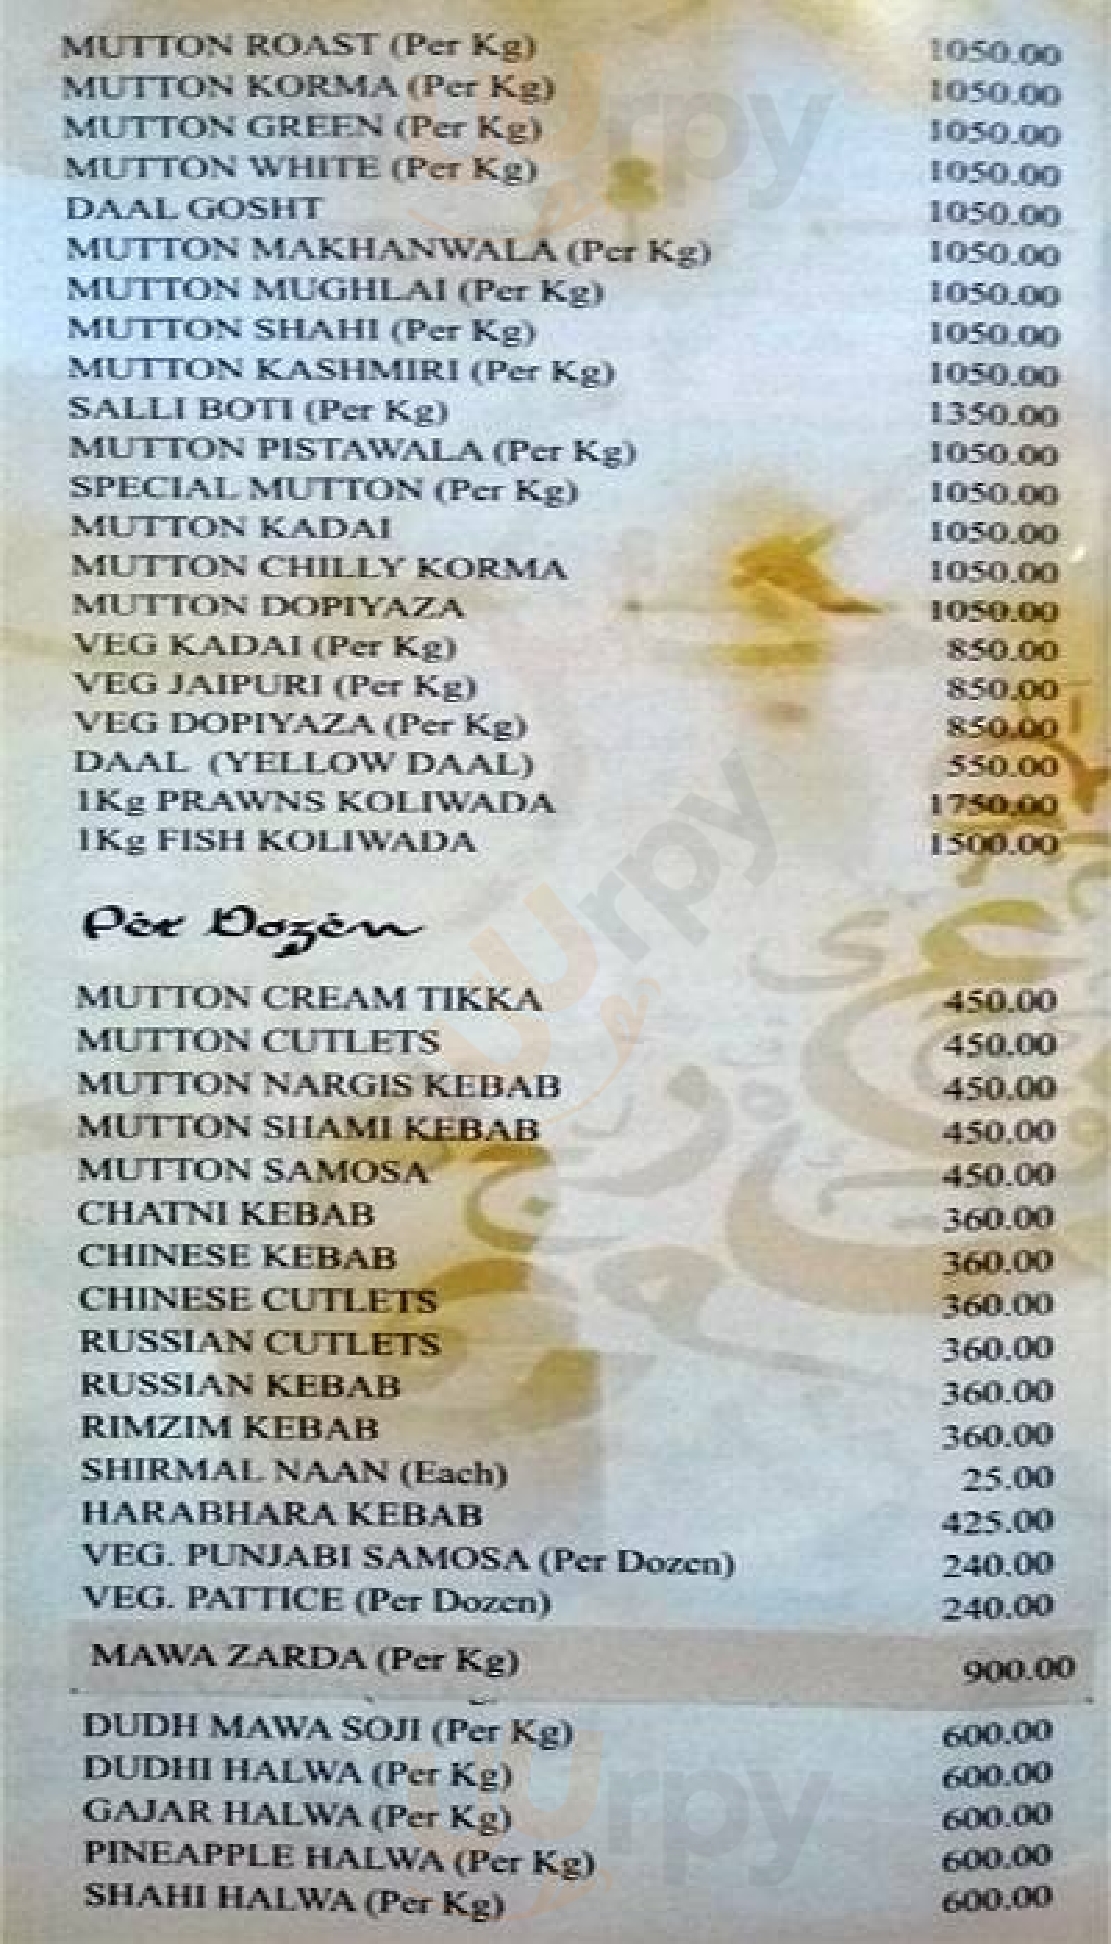 MUTTON ROAST (Per Kg) 1050.00
MUTTON KORMA (Per Kg) 1050.00
MUTTON GREEN (Per Kg) 1050.00
MUTTON WHITE (Per Kg) 1050.00
DAAL GOSHT 1050.00
MUTTON MAKHANWALA (Per Kg) 1050.00
MUTTON MUGHLAI (Per Kg) 1050.00
MUTTON SHAHI (Per Kg) 1050.00
MUTTON KASHMIRI (Per Kg) 1050.00
SALLI BOTI (Per Kg) 1350.00
MUTTON PISTAWALA (Per Kg) 1050.00
SPECIAL MUTTON (Per Kg) 1050.00
MUTTON KADAI 1050.00
MUTTON CHILLY KORMA 1050.00
MUTTON DOPIYAZA 1050.00
VEG KADAI (Per Kg) 850.00
VEG JAIPURI (Per Kg) 850.00
VEG DOPIYAZA (Per Kg) 850.00
DAAL (YELLOW DAAL) 550.00
1Kg PRAWNS KOLIWADA 1750.00
1Kg FISH KOLIWADA 1500.00
Per Dozen
MUTTON CREAM TIKKA 450.00
MUTTON CUTLETS 450.00
MUTTON NARGIS KEBAB 450.00
MUTTON SHAMI KEBAB 450.00
MUTTON SAMOSA 450.00
CHATNI KEBAB 360.00
CHINESE KEBAB 360.00
CHINESE CUTLETS 360.00
RUSSIAN CUTLETS 360.00
RUSSIAN KEBAB 360.00
RIMZIM KEBAB 360.00
SHIRMAL NAAN (Each) 25.00
HARABHARA KEBAB 425.00
VEG. PUNJABI SAMOSA (Per Dozen) 240.00
VEG. PATTICE (Per Dozen) 240.00
MAWA ZARDA (Per Kg) 900.00
DUDH MAWA SOJI (Per Kg) 600.00
DUDHI HALWA (Per Kg) 600.00
GAJAR HALWA (Per Kg) 600.00
PINEAPPLE HALWA (Per Kg) 600.00
SHAHI HALWA (Per Kg) 600.00